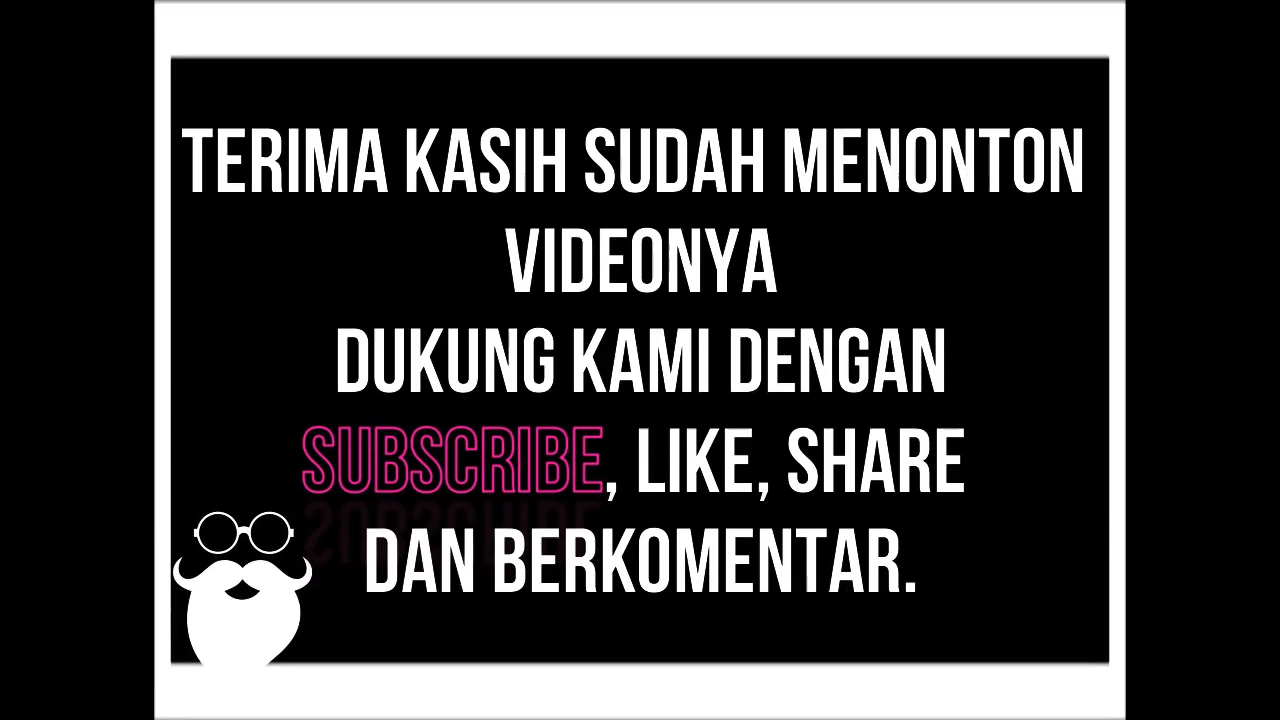 TERIMA KASIH SUDAH MENONTON
VIDEONYA
DUKUNG KAMI DENGAN
SUBSCRIBE, LIKE, SHARE
DAN BERKOMENTAR.